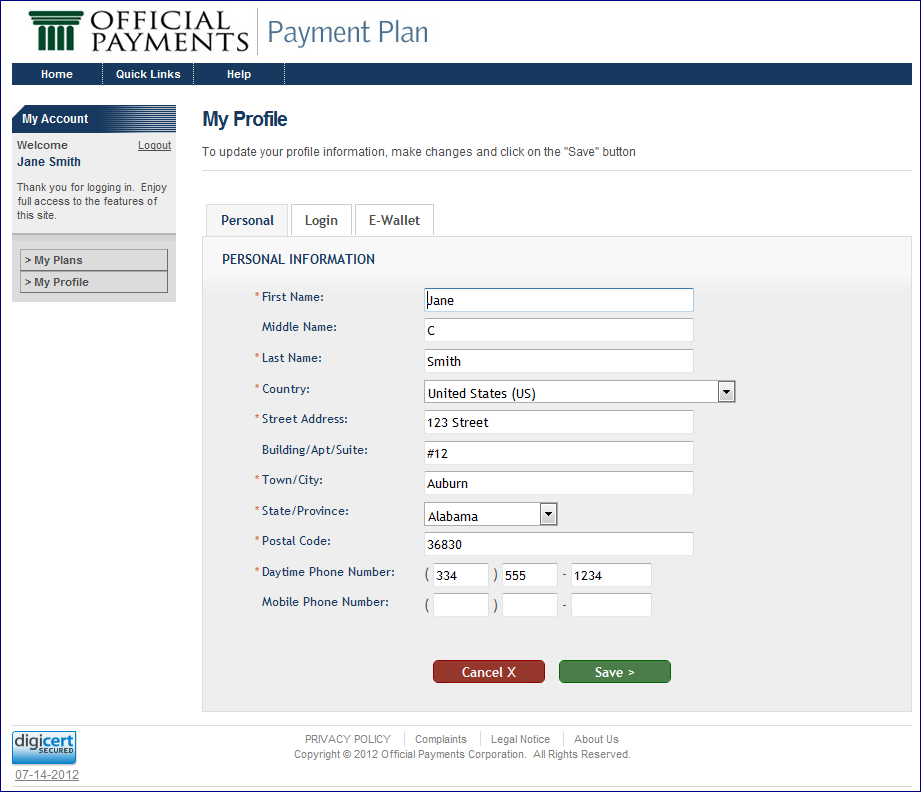 OFFICIAL
PAYMENTS
Payment Plan
Home Quick Links Help
My Account
Welcome Logout
Jane Smith
Thank you for logging in. Enjoy
full access to the features of
this site.
> My Plans
> My Profile
My Profile
To update your profile information, make changes and click on the "Save" button
Personal Login E-Wallet
PERSONAL INFORMATION
* First Name: Jane
Middle Name: C
* Last Name: Smith
* Country: United States (US)
* Street Address: 123 Street
Building/Apt/Suite: #12
* Town/City: Auburn
* State/Province: Alabama
* Postal Code: 36830
* Daytime Phone Number: ( 334 ) 555 - 1234
Mobile Phone Number: ( ) -
Cancel X Save >
digicert
SECURED
07-14-2012
PRIVACY POLICY Complaints Legal Notice About Us
Copyright © 2012 Official Payments Corporation. All Rights Reserved.